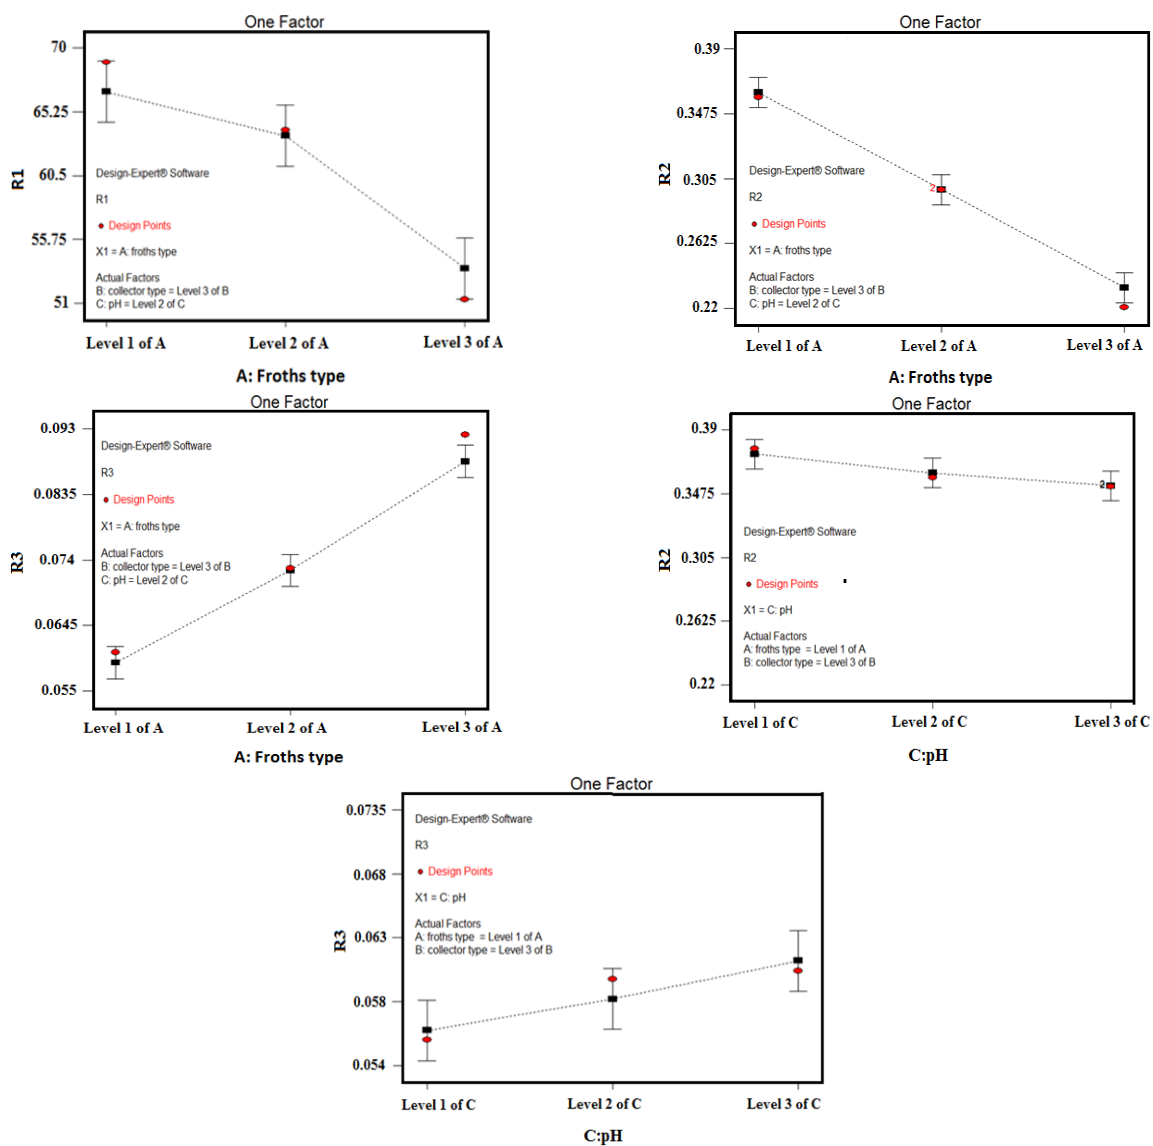 One Factor
70
65.25
60.5
55.75
51
R1
Design-Expert® Software
R1
Design Points
X1 = A: froths type
Actual Factors
B: collector type = Level 3 of B
C: pH = Level 2 of C
Level 1 of A
Level 2 of A
Level 3 of A
A: Froths type
One Factor
0.39
0.3475
0.305
0.2625
0.22
R2
2
Design-Expert® Software
R2
Design Points
X1 = A: froths type
Actual Factors
B: collector type = Level 3 of B
C: pH = Level 2 of C
Level 1 of A
Level 2 of A
Level 3 of A
A: Froths type
One Factor
0.093
0.0835
0.074
0.0645
0.055
R3
Design-Expert® Software
R3
Design Points
X1 = A: froths type
Actual Factors
B: collector type = Level 3 of B
C: pH = Level 2 of C
Level 1 of A
Level 2 of A
Level 3 of A
A: Froths type
One Factor
0.39
0.3475
0.305
0.2625
0.22
R2
2
Design-Expert® Software
R2
Design Points
X1 = C: pH
Actual Factors
A: froths type = Level 1 of A
B: collector type = Level 3 of B
Level 1 of C
Level 2 of C
Level 3 of C
C:pH
One Factor
0.0735
0.068
0.063
0.058
0.054
R3
Design-Expert® Software
R3
Design Points
X1 = C: pH
Actual Factors
A: froths type = Level 1 of A
B: collector type = Level 3 of B
Level 1 of C
Level 2 of C
Level 3 of C
C:pH